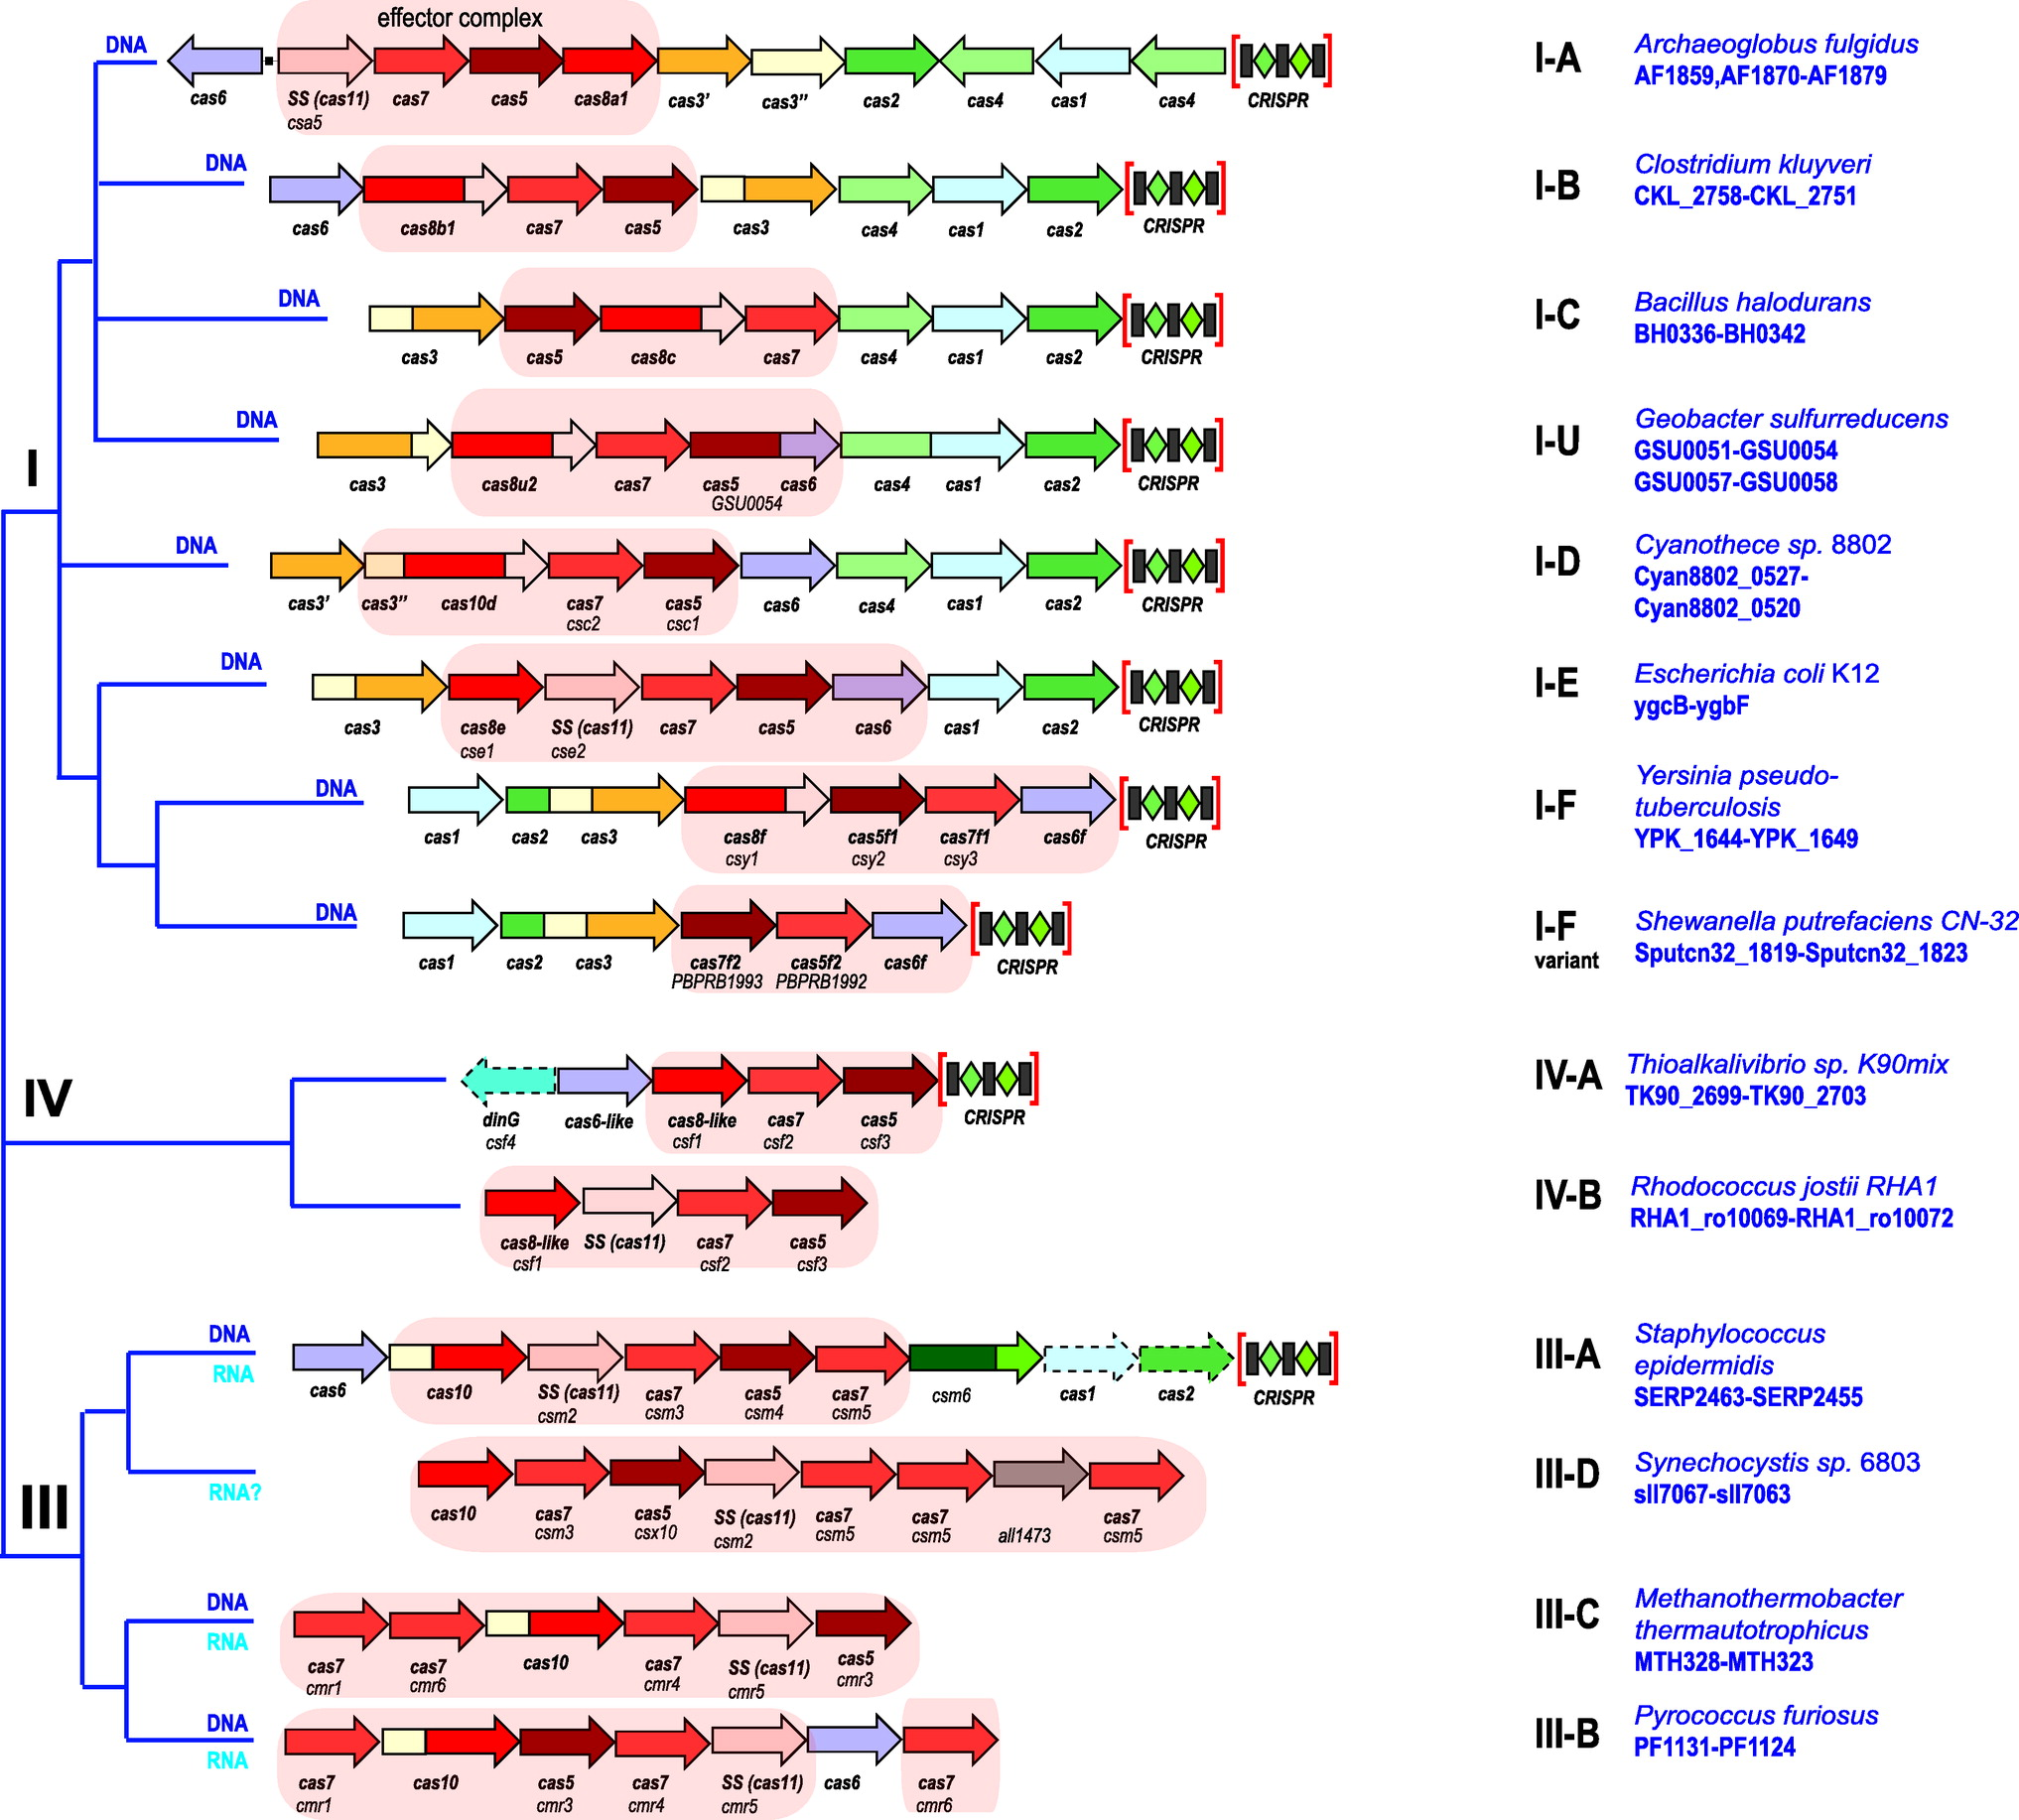 effector complex
DNA
I-A
Archaeoglobus fulgidus
AF1859,AF1870-AF1879
cas6
SS (cas11)
cas7
cas5
cas8a1
cas3'
cas3"
cas2
cas4
cas1
cas4
CRISPR
csa5
DNA
I-B
Clostridium kluyveri
CKL_2758-CKL_2751
cas6
cas8b1
cas7
cas5
cas3
cas4
cas1
cas2
CRISPR
DNA
I-C
Bacillus halodurans
BH0336-BH0342
cas3
cas5
cas8c
cas7
cas4
cas1
cas2
CRISPR
I
DNA
I-U
Geobacter sulfurreducens
GSU0051-GSU0054
GSU0057-GSU0058
cas3
cas8u2
cas7
cas5
cas6
cas4
cas1
cas2
CRISPR
GSU0054
DNA
I-D
Cyanothece sp. 8802
Cyan8802_0527-
Cyan8802_0520
cas3'
cas3"
cas10d
cas7
cas5
cas6
cas4
cas1
cas2
CRISPR
csc2
csc1
DNA
I-E
Escherichia coli K12
ygcB-ygbF
cas3
cas8e
SS (cas11)
cas7
cas5
cas6
cas1
cas2
CRISPR
cse1
cse2
DNA
I-F
Yersinia pseudo-
tuberculosis
YPK_1644-YPK_1649
cas1
cas2
cas3
cas8f
cas5f1
cas7f1
cas6f
CRISPR
csy1
csy2
csy3
DNA
I-F
variant
Shewanella putrefaciens CN-32
Sputcn32_1819-Sputcn32_1823
cas1
cas2
cas3
cas7f2
cas5f2
cas6f
CRISPR
PBPRB1993
PBPRB1992
IV
IV-A
Thioalkalivibrio sp. K90mix
TK90_2699-TK90_2703
dinG
cas6-like
cas8-like
cas7
cas5
CRISPR
csf4
csf1
csf2
csf3
IV-B
Rhodococcus jostii RHA1
RHA1_ro10069-RHA1_ro10072
cas8-like
SS (cas11)
cas7
cas5
csf1
csf2
csf3
DNA
RNA
III-A
Staphylococcus
epidermidis
SERP2463-SERP2455
cas6
cas10
SS (cas11)
cas7
cas5
cas7
csm6
cas1
cas2
CRISPR
csm2
csm3
csm4
csm5
III
RNA?
III-D
Synechocystis sp. 6803
sll7067-sll7063
cas10
cas7
cas5
SS (cas11)
cas7
cas7
all1473
cas7
csm3
csx10
csm2
csm5
csm5
csm5
DNA
RNA
III-C
Methanothermobacter
thermautotrophicus
MTH328-MTH323
cas7
cas7
cas10
cas7
SS (cas11)
cas5
cmr1
cmr6
cmr4
cmr5
cmr3
DNA
RNA
III-B
Pyrococcus furiosus
PF1131-PF1124
cas7
cas10
cas5
cas7
SS (cas11)
cas6
cas7
cmr1
cmr3
cmr4
cmr5
cmr6